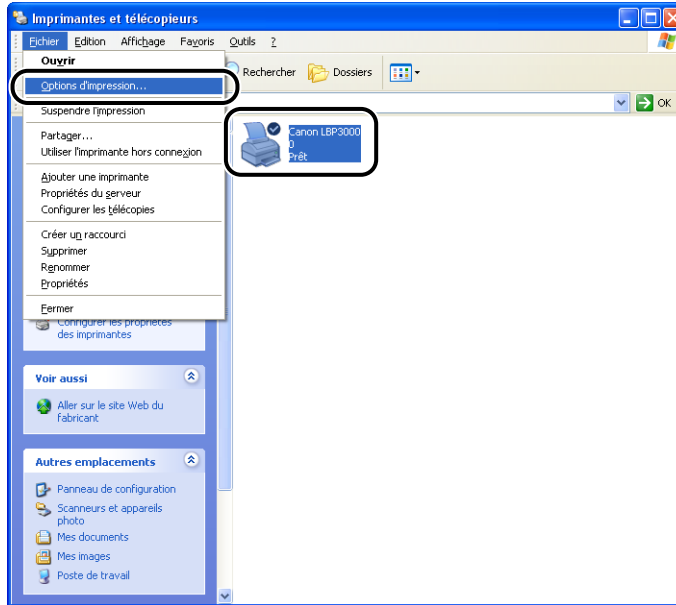 Imprimantes et télécopieurs
Fichier Edition Affichage Favoris Outils ?
Ouvrir
Options d'impression...
Suspendre l'impression
Partager...
Utiliser l'imprimante hors connexion
Ajouter une imprimante
Propriétés du serveur
Configurer les télécopies
Créer un raccourci
Supprimer
Renommer
Propriétés
Fermer
Rechercher Dossiers
OK
Canon LBP3000
0
Prêt
Configurer les propriétés
des imprimantes
Voir aussi
Aller sur le site Web du
fabricant
Autres emplacements
Panneau de configuration
Scanneurs et appareils
photo
Mes documents
Mes images
Poste de travail